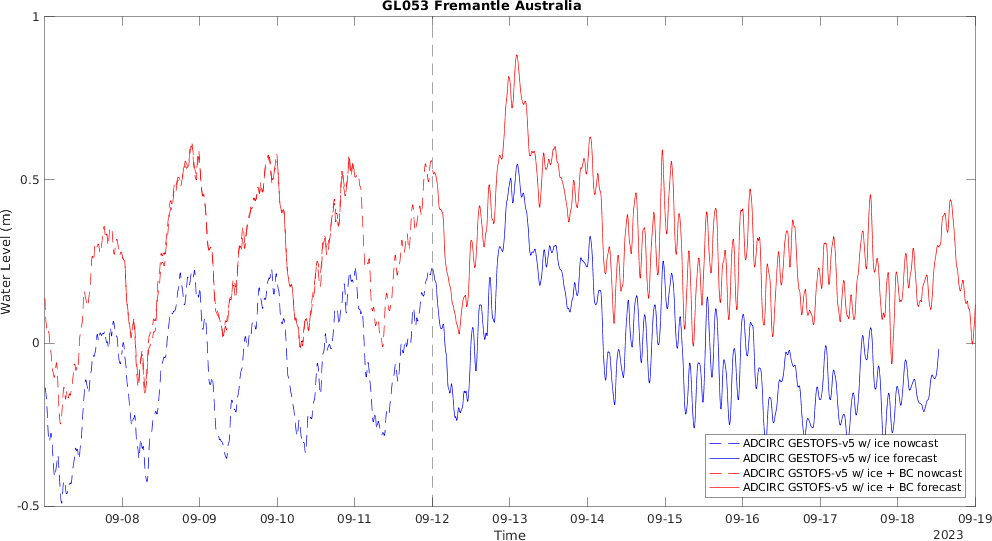 GL053 Fremantle Australia
1
0.5
0
-0.5
Water Level (m)
09-08 09-09 09-10 09-11 09-12 09-13 09-14 09-15 09-16 09-17 09-18 09-19
Time
2023
ADCIRC GESTOFS-v5 w/ ice nowcast
ADCIRC GESTOFS-v5 w/ ice forecast
ADCIRC GSTOFS-v5 w/ ice + BC nowcast
ADCIRC GSTOFS-v5 w/ ice + BC forecast